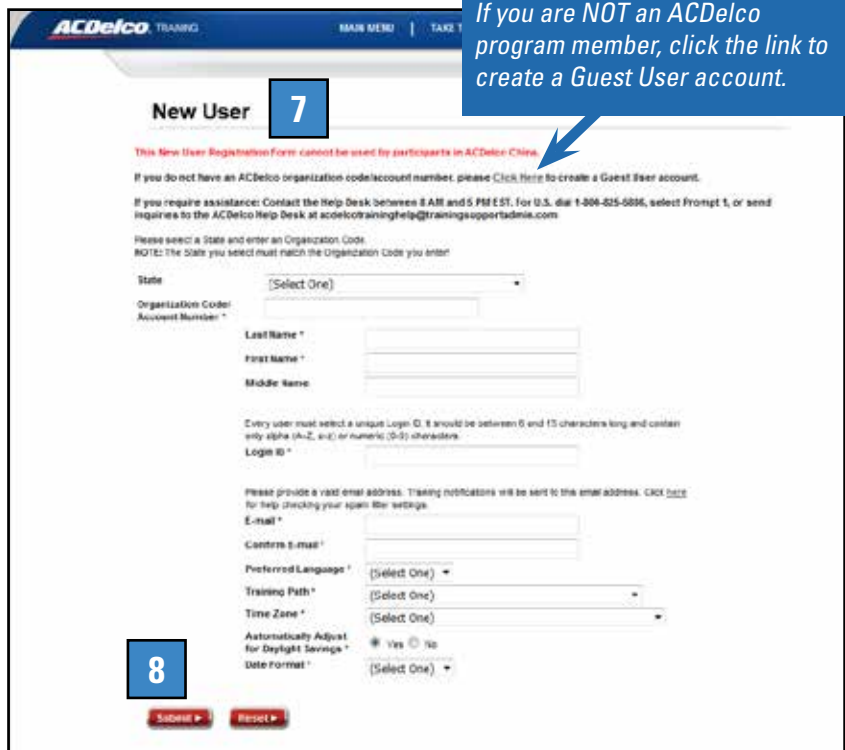 ACDelco TRAINING
MAIN MENU | TAKE T
If you are NOT an ACDelco
program member, click the link to
create a Guest User account.
New User
7
This New User Registration Form cannot be used by participants in ACDelco China.
If you do not have an ACDelco organization code/account number, please Click Here to create a Guest User account.
If you require assistance: Contact the Help Desk between 8 AM and 5 PM EST. For U.S. dial select Prompt 1, or send
inquiries to the ACDelco Help Desk at acdelcotraininghelp@trainingsupportadmin.com
Please select a State and enter an Organization Code.
NOTE: The State you select must match the Organization Code you enter!
State
(Select One)
Organization Code/
Account Number *
Last Name *
First Name *
Middle Name
Every user must select a unique Login ID. It should be between 6 and 15 characters long and contain
only alpha (A-Z, a-z) or numeric (0-9) characters.
Login ID *
Please provide a valid email address. Training notifications will be sent to this email address. Click here
for help checking your spam filter settings.
E-mail *
Confirm E-mail *
Preferred Language *
(Select One)
Training Path *
(Select One)
Time Zone *
(Select One)
Automatically Adjust
for Daylight Savings *
Yes No
Date Format *
(Select One)
8
Submit
Reset